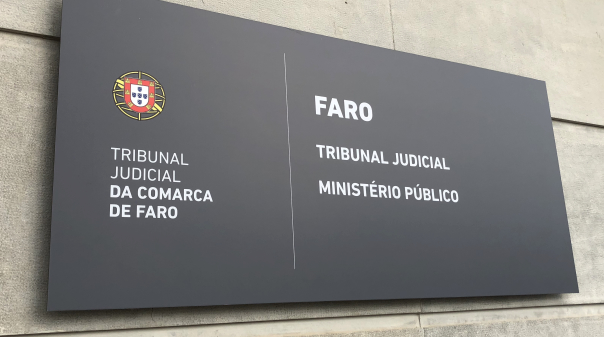 TRIBUNAL
JUDICIAL
DA COMARCA
DE FARO
FARO
TRIBUNAL JUDICIAL
MINISTÉRIO PÚBLICO